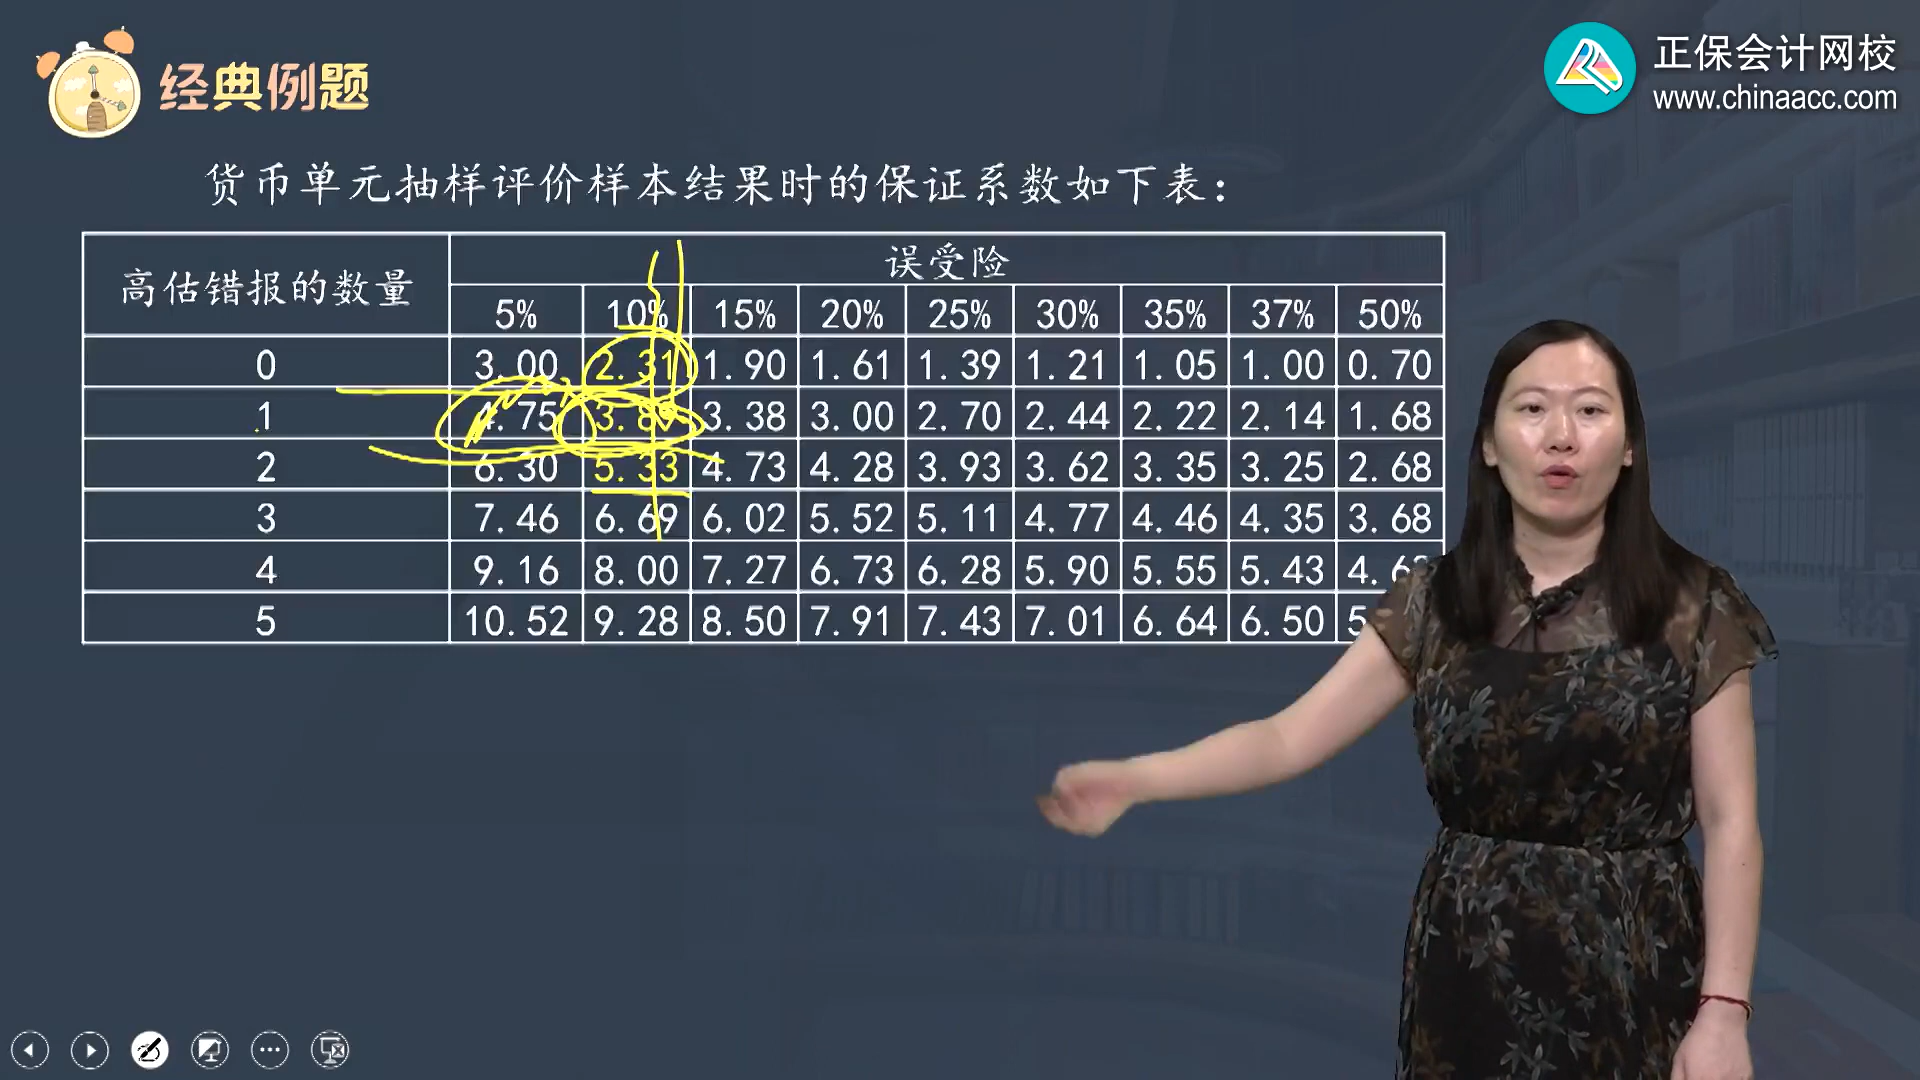 经典例题
正保会计网校
www.chinaacc.com
货币单元抽样评价样本结果时的保证系数如下表：
高估错报的数量 误受险
5% 10% 15% 20% 25% 30% 35% 37% 50%
0 3.00 2.31 1.90 1.61 1.39 1.21 1.05 1.00 0.70
1 4.75 3.38 3.00 2.70 2.44 2.22 2.14 1.68
2 6.30 5.33 4.73 4.28 3.93 3.62 3.35 3.25 2.68
3 7.46 6.69 6.02 5.52 5.11 4.77 4.46 4.35 3.68
4 9.16 8.00 7.27 6.73 6.28 5.90 5.55 5.43
5 10.52 9.28 8.50 7.91 7.43 7.01 6.64 6.50